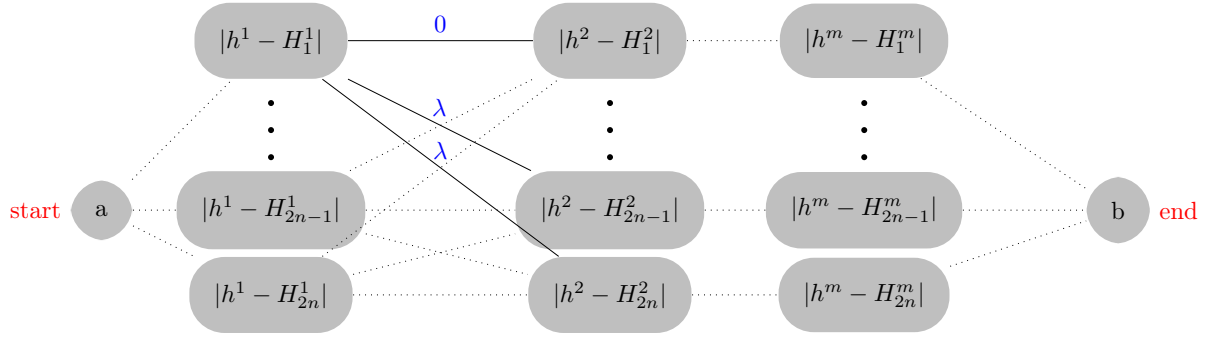 |h^1 − H_1^1| 0 |h^2 − H_1^2| |h^m − H_1^m|
λ
λ
start a |h^1 − H_{2n−1}^1| |h^2 − H_{2n−1}^2| |h^m − H_{2n−1}^m| b end
|h^1 − H_{2n}^1| |h^2 − H_{2n}^2| |h^m − H_{2n}^m|